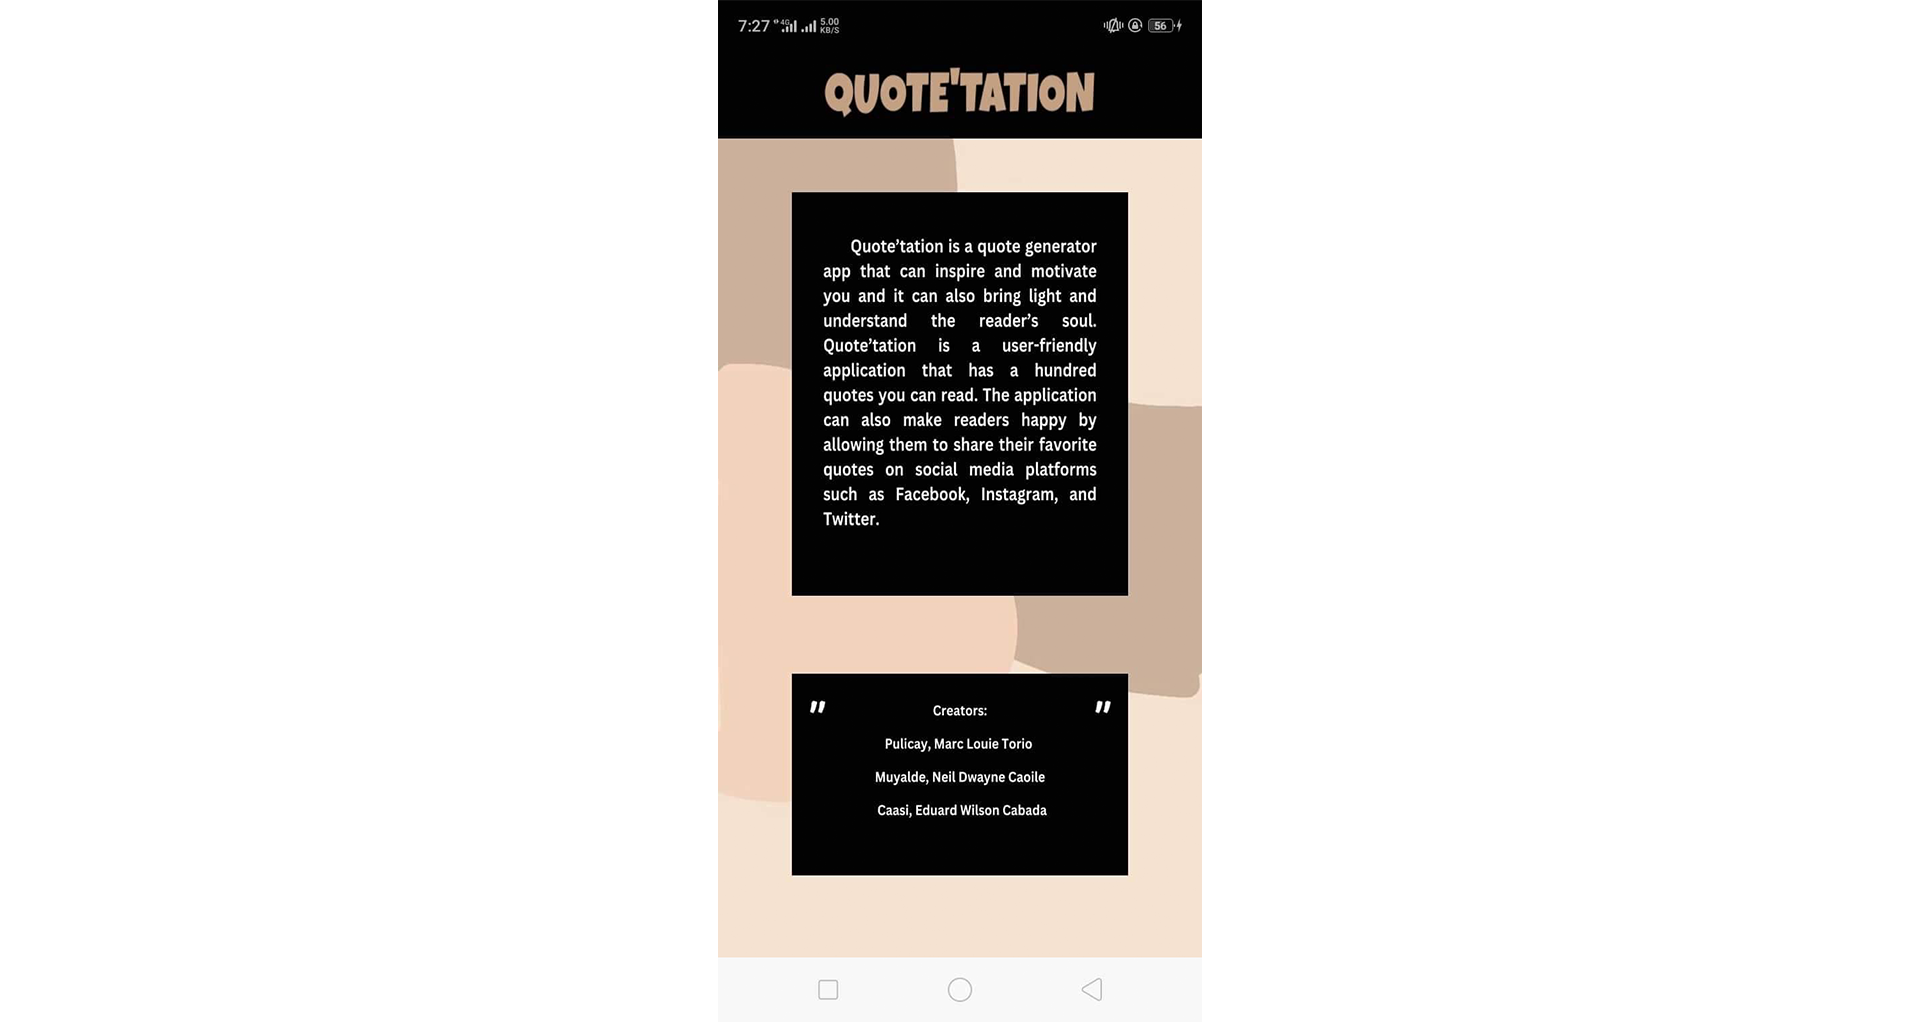 7:27 4G 5.00 KB/S 56
QUOTE'TATION
Quote’tation is a quote generator
app that can inspire and motivate
you and it can also bring light and
understand the reader’s soul.
Quote’tation is a user-friendly
application that has a hundred
quotes you can read. The application
can also make readers happy by
allowing them to share their favorite
quotes on social media platforms
such as Facebook, Instagram, and
Twitter.
" Creators: "
Pulicay, Marc Louie Torio
Muyalde, Neil Dwayne Caoile
Caasi, Eduard Wilson Cabada